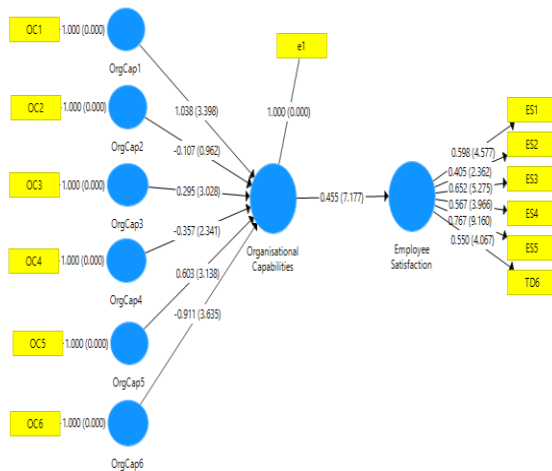 OC1
1.000 (0.000)
OrgCap1
OC2
1.000 (0.000)
OrgCap2
OC3
1.000 (0.000)
OrgCap3
OC4
1.000 (0.000)
OrgCap4
OC5
1.000 (0.000)
OrgCap5
OC6
1.000 (0.000)
OrgCap6
1.038 (3.398)
-0.107 (0.962)
0.295 (3.028)
-0.357 (2.341)
0.603 (3.138)
-0.911 (3.635)
e1
1.000 (0.000)
Organisational
Capabilities
0.455 (7.177)
Employee
Satisfaction
0.598 (4.577)
0.405 (2.362)
0.652 (5.275)
0.567 (3.966)
0.767 (9.160)
0.550 (4.067)
ES1
ES2
ES3
ES4
ES5
TD6